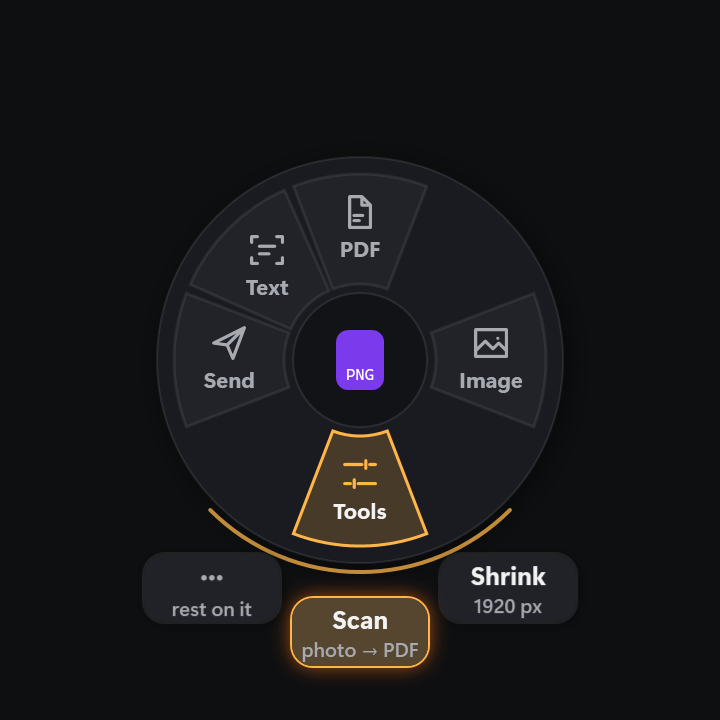 PDF
Text
Send
PNG
Image
Tools
•••
rest on it
Scan
photo → PDF
Shrink
1920 px